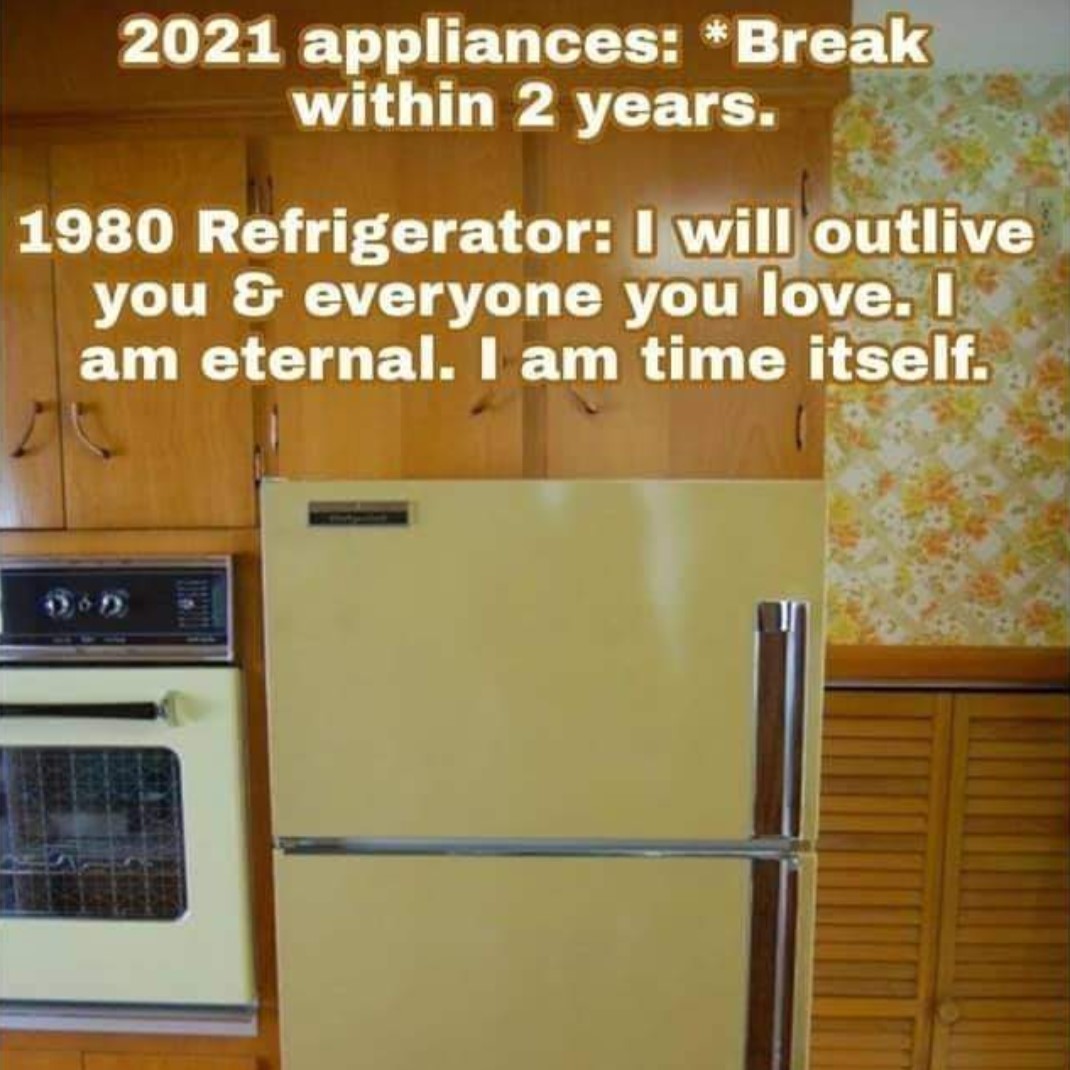 2021 appliances: *Break
within 2 years.
1980 Refrigerator: I will outlive
you & everyone you love. I
am eternal. I am time itself.